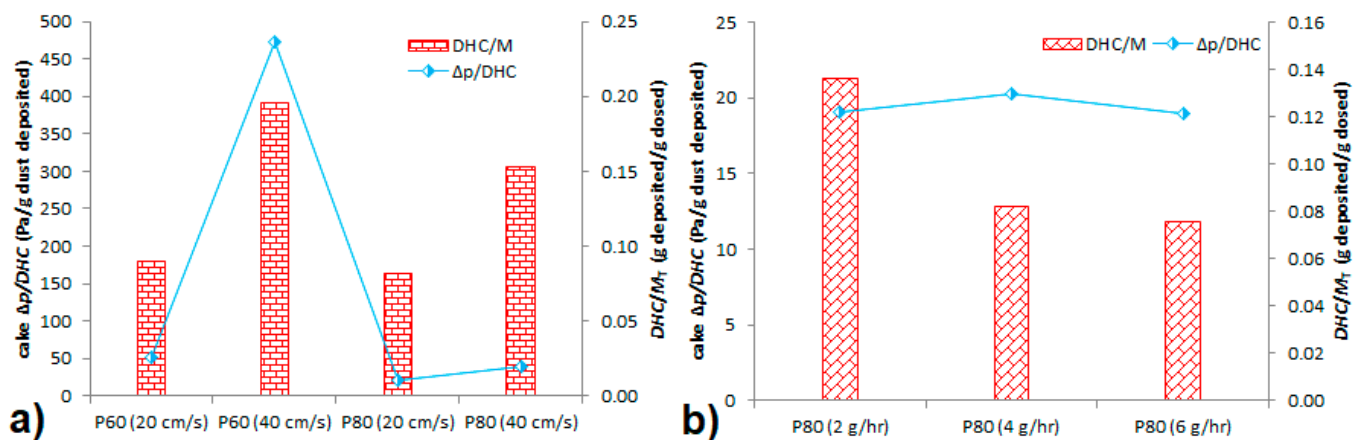 500
450
400
350
300
250
200
150
100
50
0
cake Δp/DHC (Pa/g dust deposited)
DHC/M
Δp/DHC
0.25
0.20
0.15
0.10
0.05
0.00
DHC/M_T (g deposited/g dosed)
P60 (20 cm/s) P60 (40 cm/s) P80 (20 cm/s) P80 (40 cm/s)
a)
25
20
15
10
5
0
cake Δp/DHC (Pa/g dust deposited)
DHC/M Δp/DHC
0.16
0.14
0.12
0.10
0.08
0.06
0.04
0.02
0.00
DHC/M_T (g deposited/g dosed)
P80 (2 g/hr) P80 (4 g/hr) P80 (6 g/hr)
b)